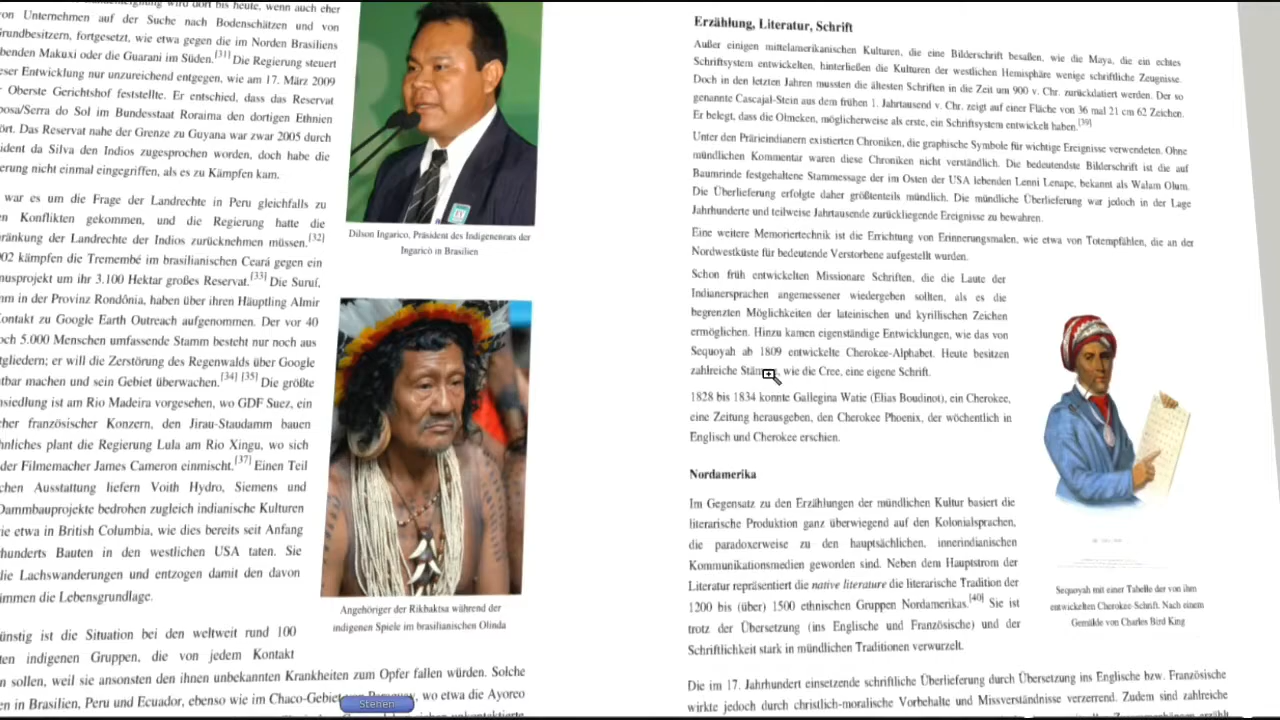 von Unternehmen auf der Suche nach Bodenschätzen und von
Grundbesitzern, fortgesetzt, wie etwa gegen die im Norden Brasiliens
benden Makuxi oder die Guarani im Süden.[31] Die Regierung steuert
eser Entwicklung nur unzureichend entgegen, wie am 17. März 2009
Oberste Gerichtshof feststellte. Er entschied, dass das Reservat
posa/Serra do Sol im Bundesstaat Roraima den dortigen Ethnien
ört. Das Reservat nahe der Grenze zu Guyana war zwar 2005 durch
ident da Silva den Indios zugesprochen worden, doch habe die
erung nicht einmal eingegriffen, als es zu Kämpfen kam.
war es um die Frage der Landrechte in Peru gleichfalls zu
en Konflikten gekommen, und die Regierung hatte die
ränkung der Landrechte der Indios zurücknehmen müssen.[32]
02 kämpfen die Tremembé im brasilianischen Ceará gegen ein
nusprojekt um ihr 3.100 Hektar großes Reservat.[33] Die Suruí,
mm in der Provinz Rondônia, haben über ihren Häuptling Almir
ontakt zu Google Earth Outreach aufgenommen. Der vor 40
och 5.000 Menschen umfassende Stamm besteht nur noch aus
tgliedern; er will die Zerstörung des Regenwalds über Google
tbar machen und sein Gebiet überwachen.[34] [35] Die größte
nsiedlung ist am Rio Madeira vorgesehen, wo GDF Suez, ein
cher französischer Konzern, den Jirau-Staudamm bauen
hnliches plant die Regierung Lula am Rio Xingu, wo sich
der Filmemacher James Cameron einmischt.[37] Einen Teil
chen Ausstattung liefern Voith Hydro, Siemens und
Dammbauprojekte bedrohen zugleich indianische Kulturen
ie etwa in British Columbia, wie dies bereits seit Anfang
hunderts Bauten in den westlichen USA taten. Sie
die Lachswanderungen und entzogen damit den davon
immen die Lebensgrundlage.
ünstig ist die Situation bei den weltweit rund 100
ten indigenen Gruppen, die von jedem Kontakt
n sollen, weil sie ansonsten den ihnen unbekannten Krankheiten zum Opfer fallen würden. Solche
n in Brasilien, Peru und Ecuador, ebenso wie im Chaco-Gebiet
wo etwa die Ayoreo
Stehen
Dilson Ingarico, Präsident des Indigenenrats der
Ingaricò in Brasilien
Angehöriger der Rikbaktsa während der
indigenen Spiele im brasilianischen Olinda
Erzählung, Literatur, Schrift
Außer einigen mittelamerikanischen Kulturen, die eine Bilderschrift besaßen, wie die Maya, die ein echtes
Schriftsystem entwickelten, hinterließen die Kulturen der westlichen Hemisphäre wenige schriftliche Zeugnisse.
Doch in den letzten Jahren mussten die ältesten Schriften in die Zeit um 900 v. Chr. zurückdatiert werden. Der so
genannte Cascajal-Stein aus dem frühen 1. Jahrtausend v. Chr. zeigt auf einer Fläche von 36 mal 21 cm 62 Zeichen.
Er belegt, dass die Olmeken, möglicherweise als erste, ein Schriftsystem entwickelt haben.[39]
Unter den Prärieindianern existierten Chroniken, die graphische Symbole für wichtige Ereignisse verwendeten. Ohne
mündlichen Kommentar waren diese Chroniken nicht verständlich. Die bedeutendste Bilderschrift ist die auf
Baumrinde festgehaltene Stammessage der im Osten der USA lebenden Lenni Lenape, bekannt als Walam Olum.
Die Überlieferung erfolgte daher größtenteils mündlich. Die mündliche Überlieferung war jedoch in der Lage
Jahrhunderte und teilweise Jahrtausende zurückliegende Ereignisse zu bewahren.
Eine weitere Memoriertechnik ist die Errichtung von Erinnerungsmalen, wie etwa von Totempfählen, die an der
Nordwestküste für bedeutende Verstorbene aufgestellt wurden.
Schon früh entwickelten Missionare Schriften, die die Laute der
Indianersprachen angemessener wiedergeben sollten, als es die
begrenzten Möglichkeiten der lateinischen und kyrillischen Zeichen
ermöglichen. Hinzu kamen eigenständige Entwicklungen, wie das von
Sequoyah ab 1809 entwickelte Cherokee-Alphabet. Heute besitzen
zahlreiche Stämme, wie die Cree, eine eigene Schrift.
1828 bis 1834 konnte Gallegina Watie (Elias Boudinot), ein Cherokee,
eine Zeitung herausgeben, den Cherokee Phoenix, der wöchentlich in
Englisch und Cherokee erschien.
Nordamerika
Im Gegensatz zu den Erzählungen der mündlichen Kultur basiert die
literarische Produktion ganz überwiegend auf den Kolonialsprachen,
die paradoxerweise zu den hauptsächlichen, innerindianischen
Kommunikationsmedien geworden sind. Neben dem Hauptstrom der
Literatur repräsentiert die native literature die literarische Tradition der
1200 bis (über) 1500 ethnischen Gruppen Nordamerikas.[40] Sie ist
trotz der Übersetzung (ins Englische und Französische) und der
Schriftlichkeit stark in mündlichen Traditionen verwurzelt.
Die im 17. Jahrhundert einsetzende schriftliche Überlieferung durch Übersetzung ins Englische bzw. Französische
wirkte jedoch durch christlich-moralische Vorbehalte und Missverständnisse verzerrend. Zudem sind zahlreiche
Sequoyah mit einer Tabelle der von ihm
entwickelten Cherokee-Schrift. Nach einem
Gemälde von Charles Bird King